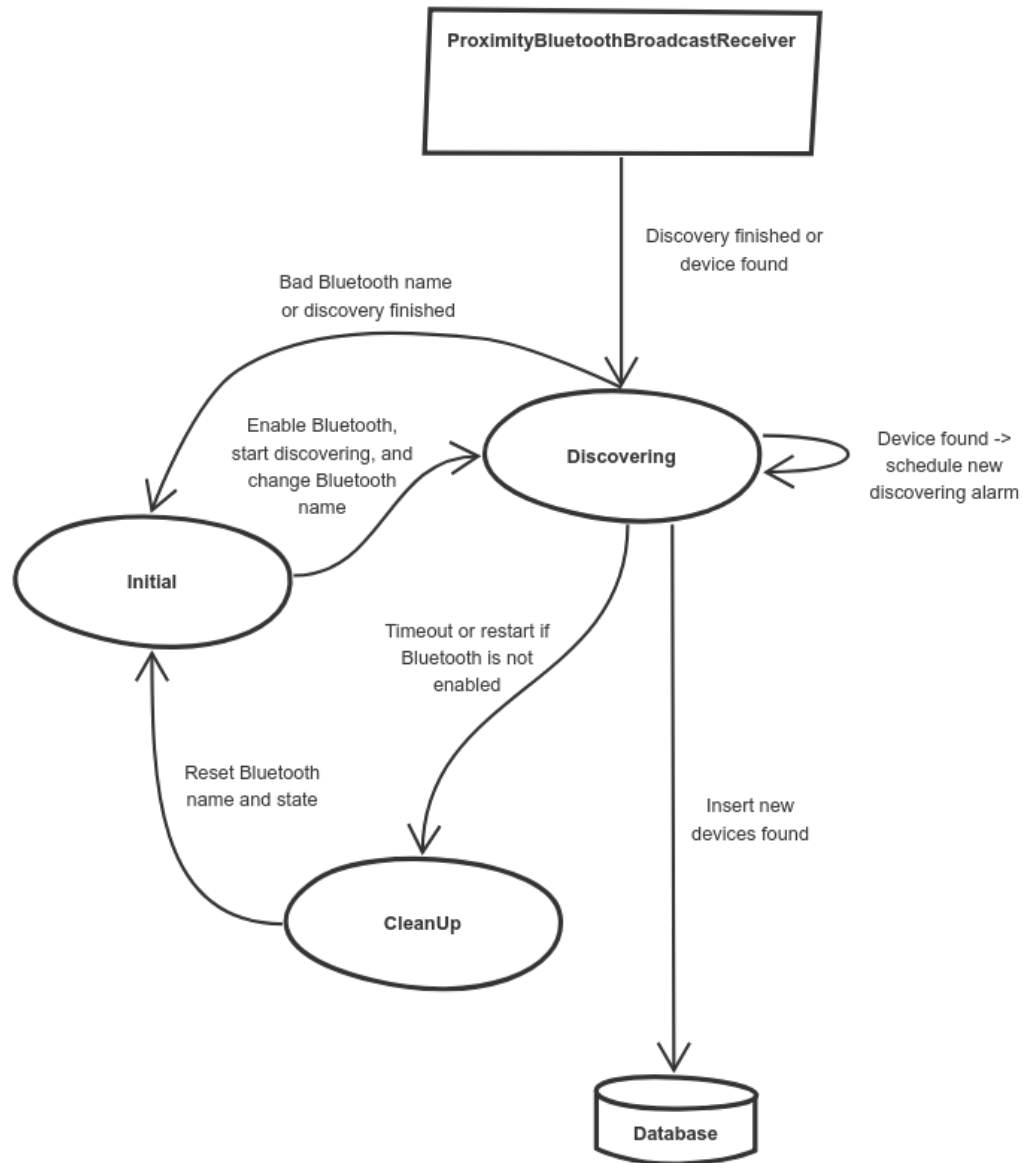 ProximityBluetoothBroadcastReceiver
Discovery finished or
device found
Bad Bluetooth name
or discovery finished
Enable Bluetooth,
start discovering, and
change Bluetooth
name
Discovering
Device found ->
schedule new
discovering alarm
Initial
Timeout or restart if
Bluetooth is not
enabled
Reset Bluetooth
name and state
Insert new
devices found
CleanUp
Database